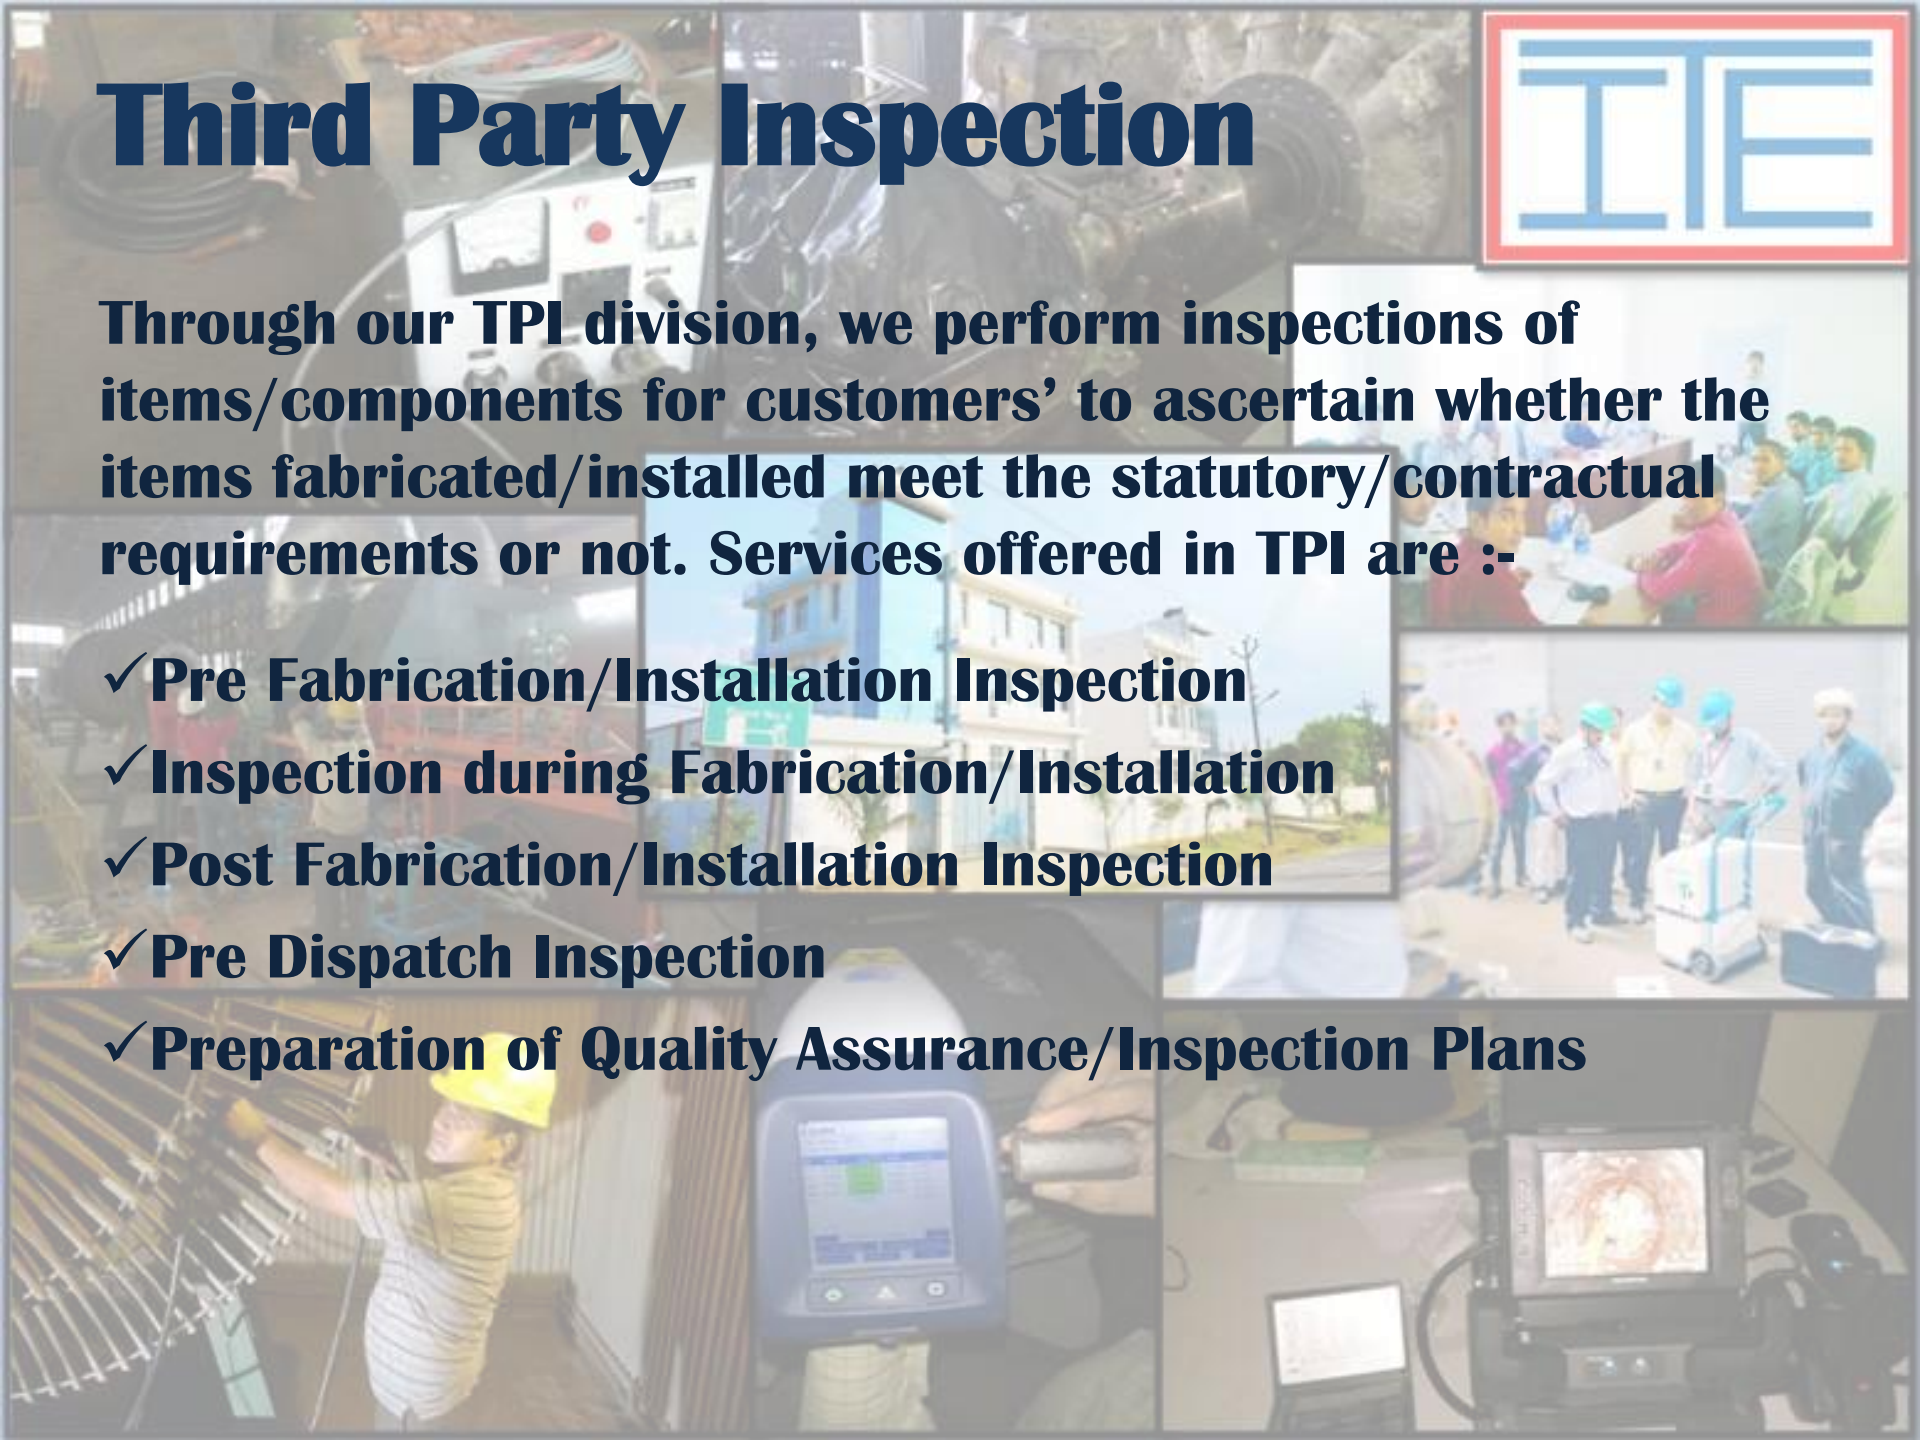 Third Party Inspection
ITE
Through our TPI division, we perform inspections of
items/components for customers’ to ascertain whether the
items fabricated/installed meet the statutory/contractual
requirements or not. Services offered in TPI are :-
✓Pre Fabrication/Installation Inspection
✓Inspection during Fabrication/Installation
✓Post Fabrication/Installation Inspection
✓Pre Dispatch Inspection
✓Preparation of Quality Assurance/Inspection Plans